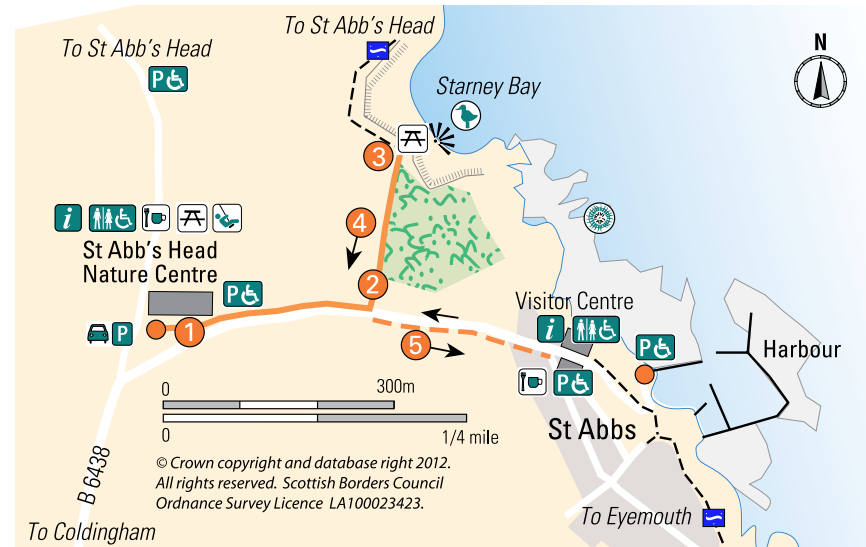 To St Abb's Head
To St Abb's Head
N
P
Starney Bay
3
i
4
St Abb's Head
Nature Centre
P
2
Visitor Centre
i
P
1
5
P
Harbour
P
0
300m
St Abbs
0
1/4 mile
© Crown copyright and database right 2012.
All rights reserved. Scottish Borders Council
Ordnance Survey Licence LA100023423.
B 6438
To Eyemouth
To Coldingham